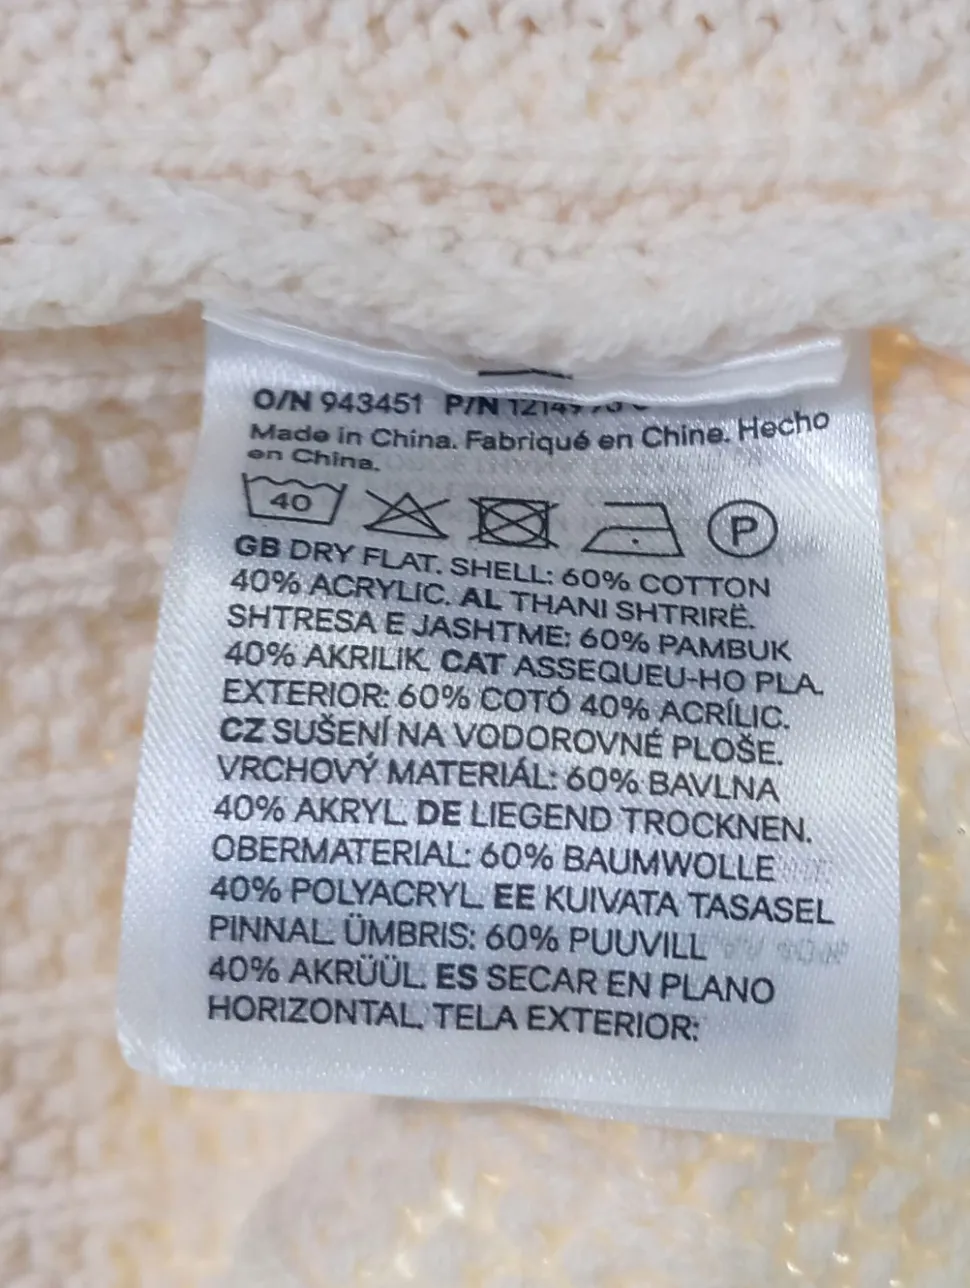 O/N 943451 P/N
Made in China. Fabriqué en Chine. Hecho
en China.
40 P
GB DRY FLAT. SHELL: 60% COTTON
40% ACRYLIC. AL THANI SHTRIRË.
SHTRESA E JASHTME: 60% PAMBUK
40% AKRILIK. CAT ASSEQUEU-HO PLA.
EXTERIOR: 60% COTÓ 40% ACRÍLIC.
CZ SUŠENÍ NA VODOROVNÉ PLOŠE.
VRCHOVÝ MATERIÁL: 60% BAVLNA
40% AKRYL. DE LIEGEND TROCKNEN.
OBERMATERIAL: 60% BAUMWOLLE
40% POLYACRYL. EE KUIVATA TASASEL
PINNAL. ÜMBRIS: 60% PUUVILL
40% AKRÜÜL. ES SECAR EN PLANO
HORIZONTAL. TELA EXTERIOR: